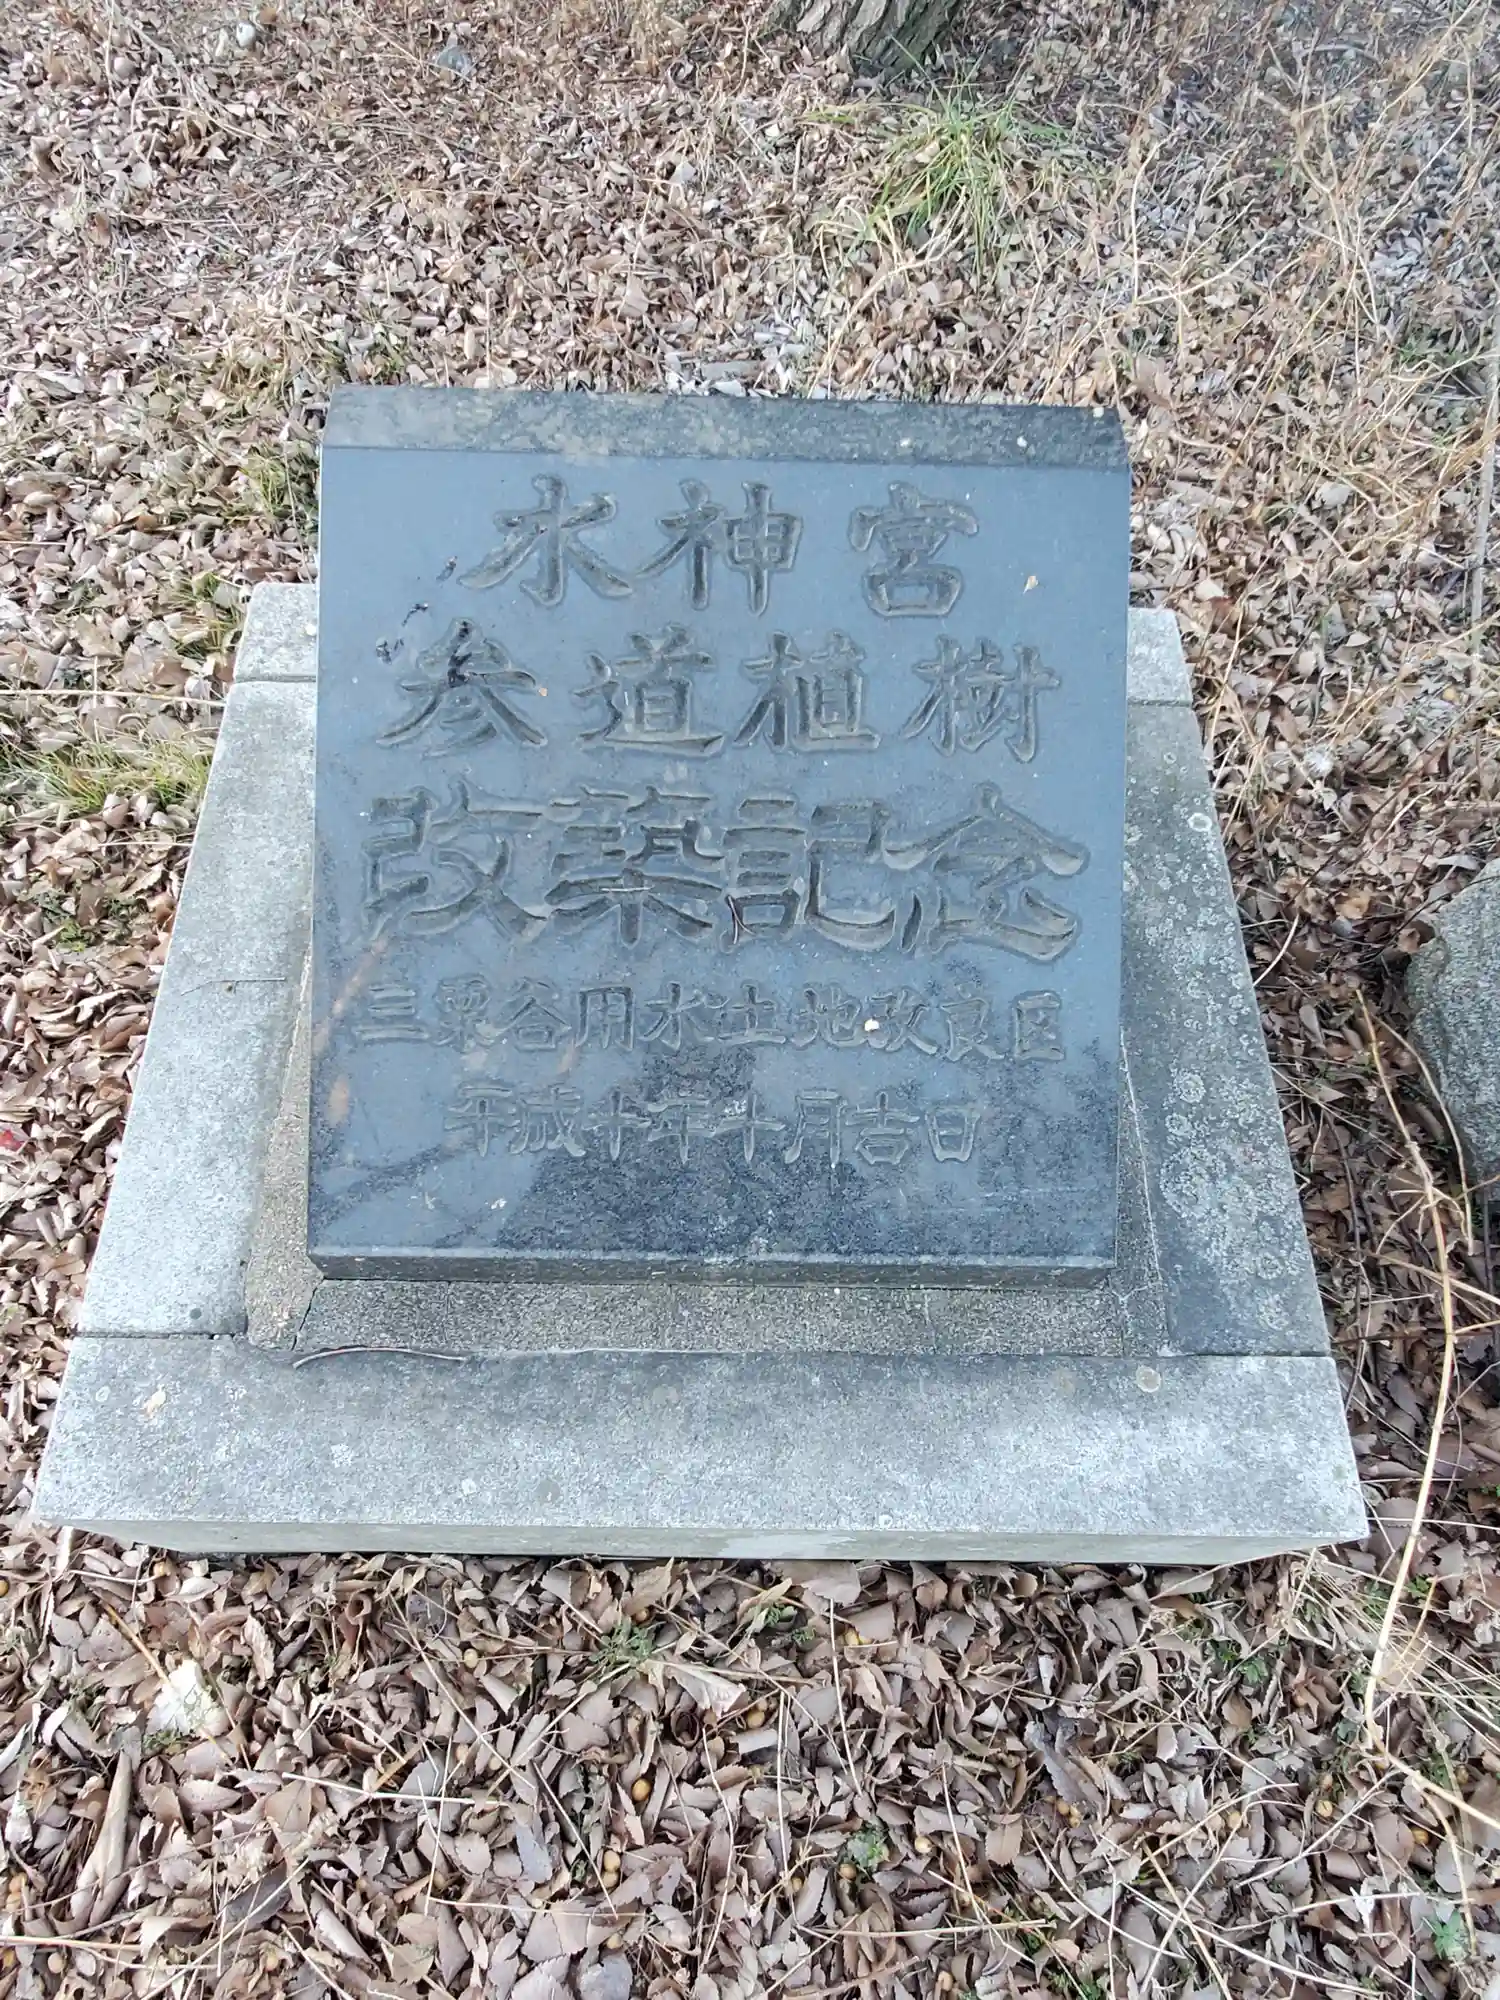 水神宮
参道植樹
改築記念
三栗谷用水土地改良区
平成十年十月吉日